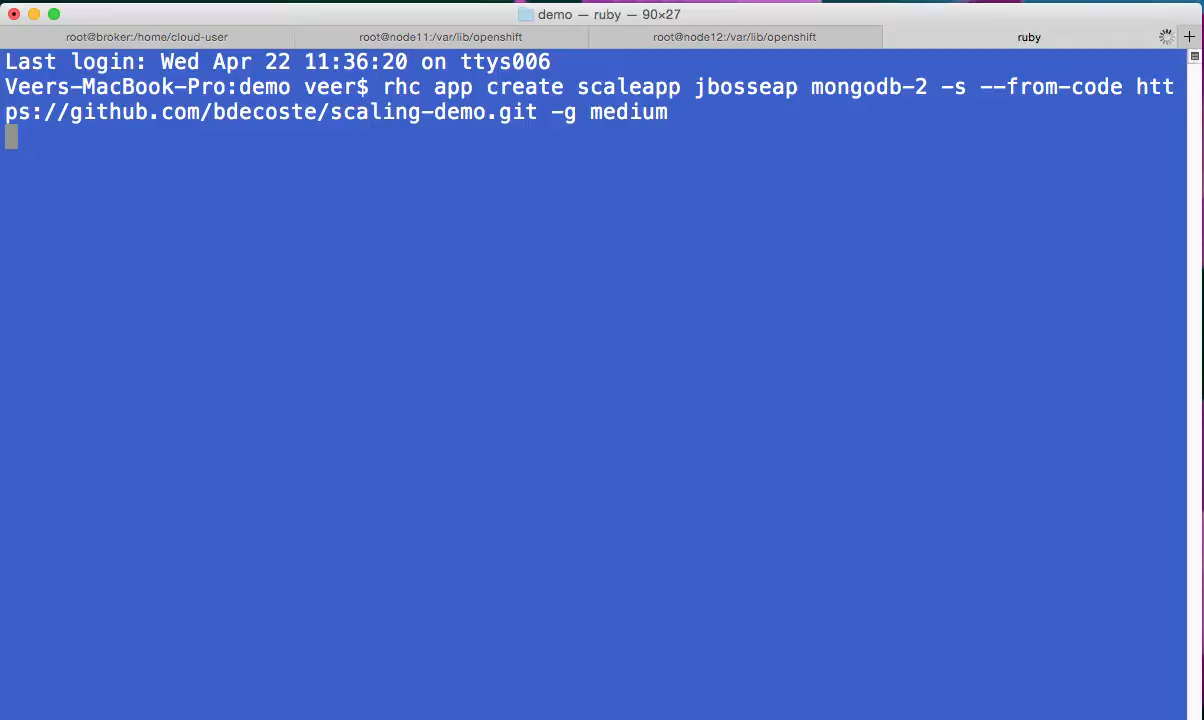 demo — ruby — 90×27
root@broker:/home/cloud-user root@node11:/var/lib/openshift root@node12:/var/lib/openshift ruby +
Last login: Wed Apr 22 11:36:20 on ttys006
Veers-MacBook-Pro:demo veer$ rhc app create scaleapp jbosseap mongodb-2 -s --from-code htt
ps://github.com/bdecoste/scaling-demo.git -g medium